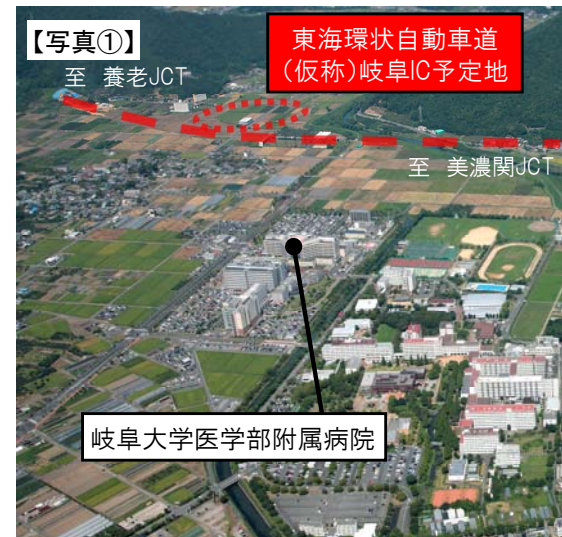 【写真①】
東海環状自動車道
（仮称）岐阜IC予定地
至 養老JCT
至 美濃関JCT
岐阜大学医学部附属病院